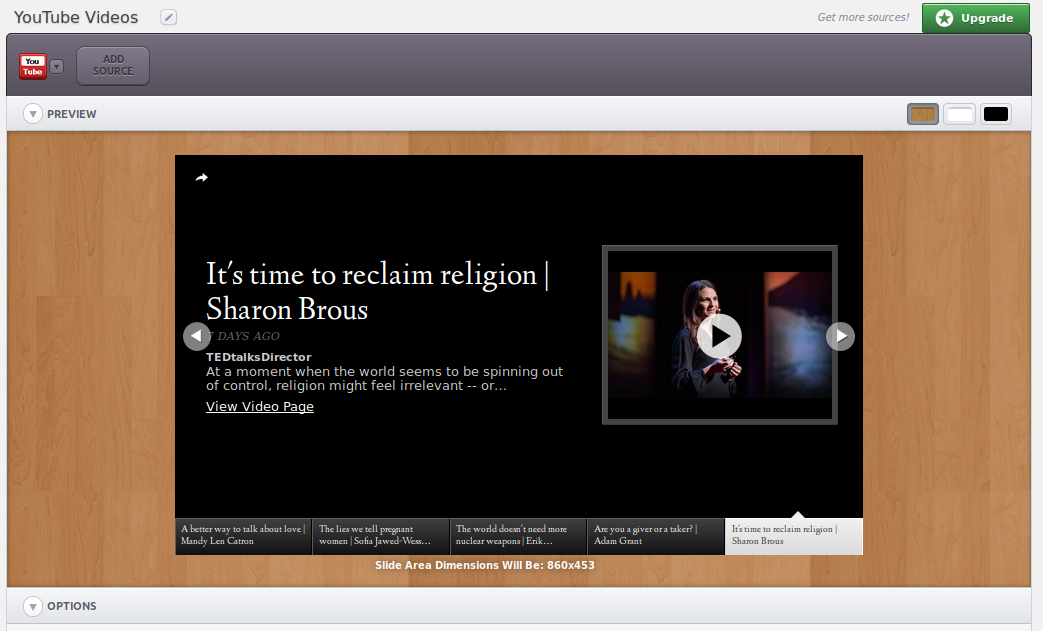 YouTube Videos
Get more sources!
Upgrade
You
Tube
ADD
SOURCE
PREVIEW
It's time to reclaim religion |
Sharon Brous
7 DAYS AGO
TEDtalksDirector
At a moment when the world seems to be spinning out
of control, religion might feel irrelevant -- or...
View Video Page
A better way to talk about love |
Mandy Len Catron
The lies we tell pregnant
women | Sofia Jawed-Wess...
The world doesn't need more
nuclear weapons | Erik...
Are you a giver or a taker? |
Adam Grant
It's time to reclaim religion |
Sharon Brous
Slide Area Dimensions Will Be: 860x453
OPTIONS